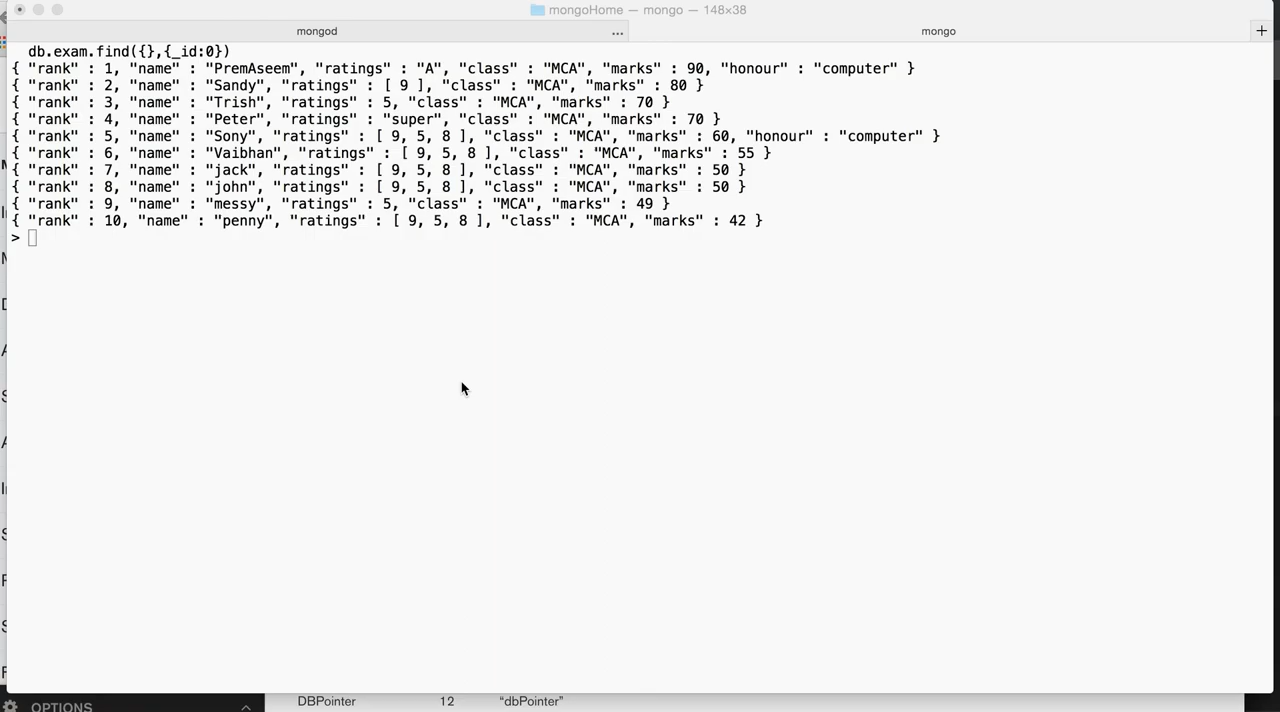 mongoHome — mongo — 148×38
mongod ... mongo +
db.exam.find({},{_id:0})
{ "rank" : 1, "name" : "PremAseem", "ratings" : "A", "class" : "MCA", "marks" : 90, "honour" : "computer" }
{ "rank" : 2, "name" : "Sandy", "ratings" : [ 9 ], "class" : "MCA", "marks" : 80 }
{ "rank" : 3, "name" : "Trish", "ratings" : 5, "class" : "MCA", "marks" : 70 }
{ "rank" : 4, "name" : "Peter", "ratings" : "super", "class" : "MCA", "marks" : 70 }
{ "rank" : 5, "name" : "Sony", "ratings" : [ 9, 5, 8 ], "class" : "MCA", "marks" : 60, "honour" : "computer" }
{ "rank" : 6, "name" : "Vaibhan", "ratings" : [ 9, 5, 8 ], "class" : "MCA", "marks" : 55 }
{ "rank" : 7, "name" : "jack", "ratings" : [ 9, 5, 8 ], "class" : "MCA", "marks" : 50 }
{ "rank" : 8, "name" : "john", "ratings" : [ 9, 5, 8 ], "class" : "MCA", "marks" : 50 }
{ "rank" : 9, "name" : "messy", "ratings" : 5, "class" : "MCA", "marks" : 49 }
{ "rank" : 10, "name" : "penny", "ratings" : [ 9, 5, 8 ], "class" : "MCA", "marks" : 42 }
>
DBPointer 12 “dbPointer”
OPTIONS